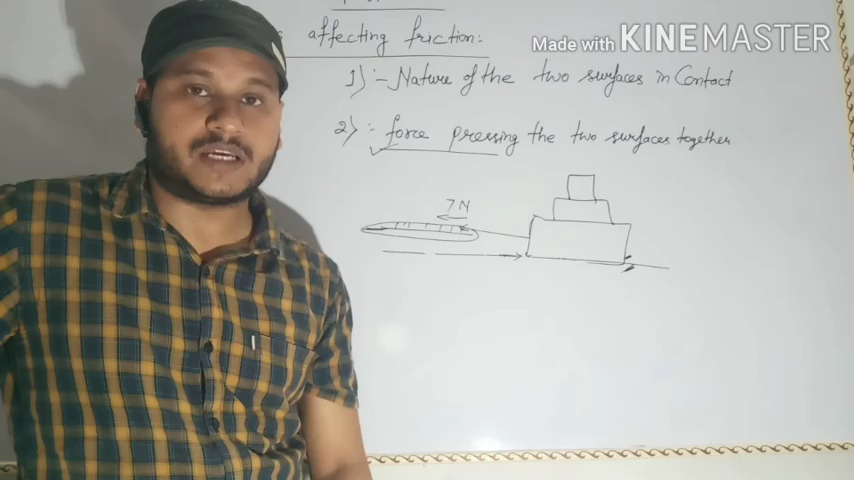 Made with KINEMASTER
affecting friction:
1) :- Nature of the two surfaces in Contact
2) :- force pressing the two surfaces together
7 N